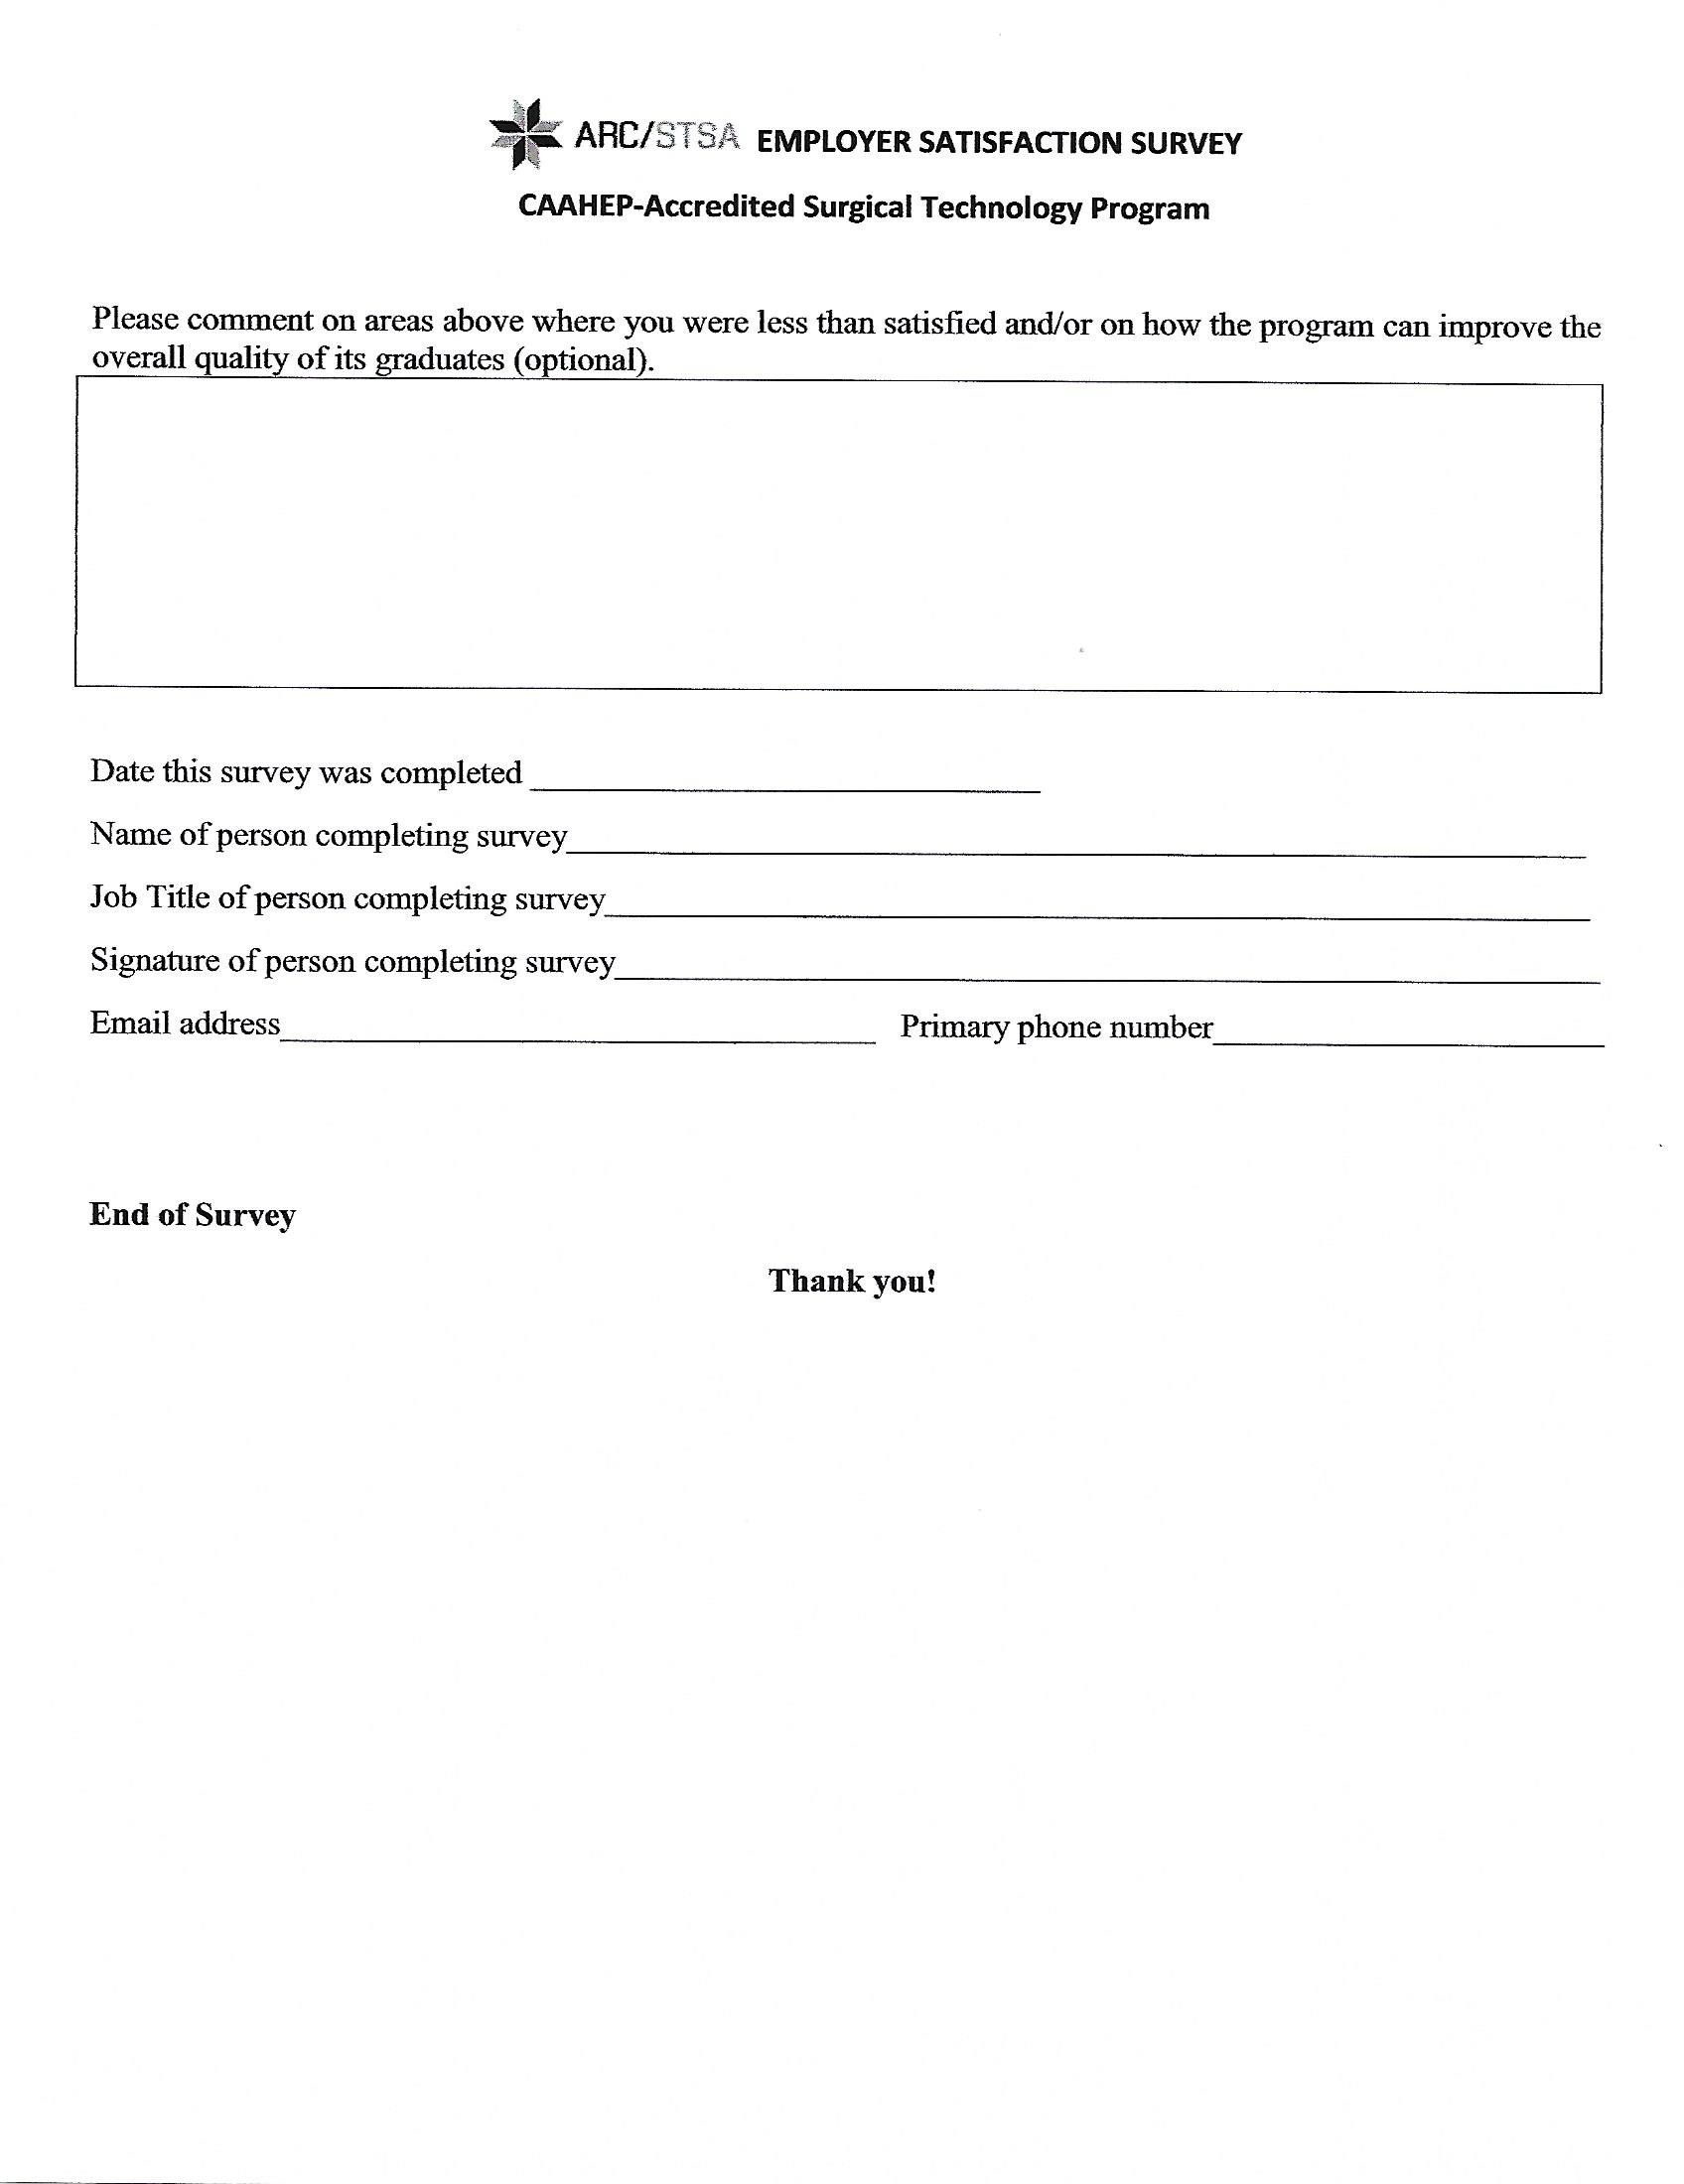 ARC/STSA EMPLOYER SATISFACTION SURVEY
CAAHEP-Accredited Surgical Technology Program
Please comment on areas above where you were less than satisfied and/or on how the program can improve the
overall quality of its graduates (optional).
Date this survey was completed
Name of person completing survey
Job Title of person completing survey
Signature of person completing survey
Email address Primary phone number
End of Survey
Thank you!